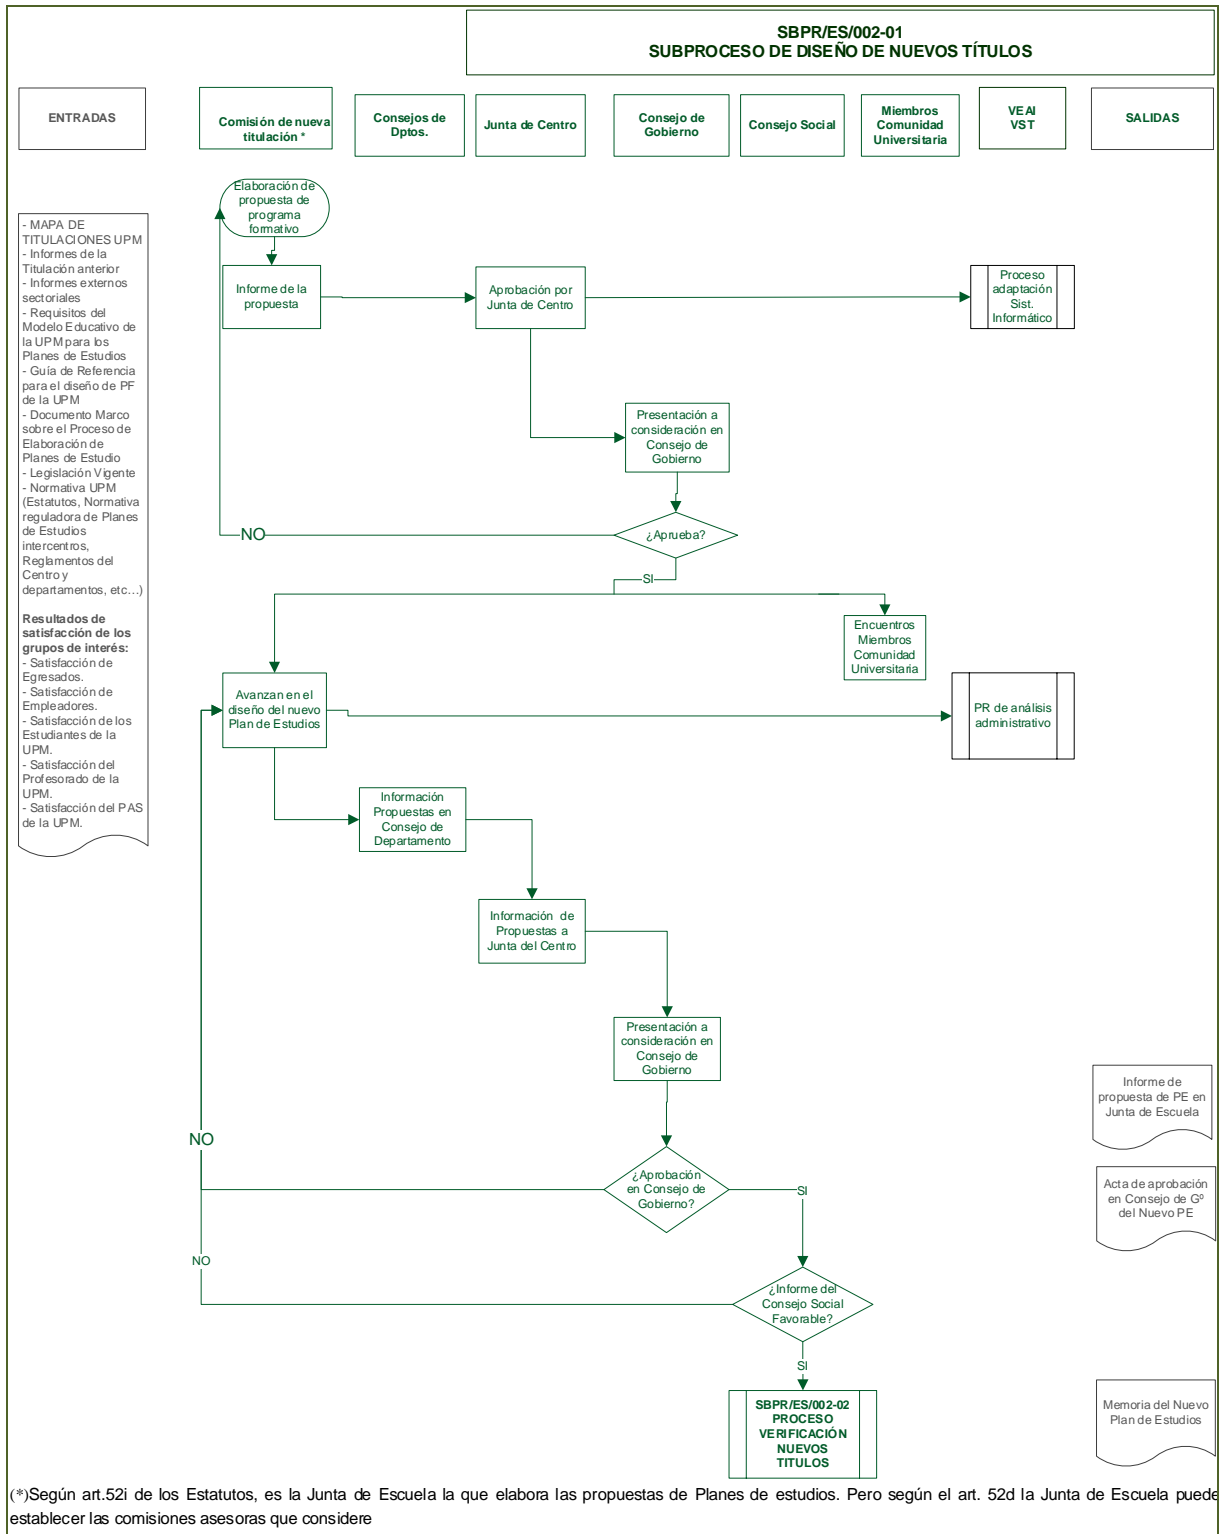 SBPR/ES/002-01
SUBPROCESO DE DISEÑO DE NUEVOS TÍTULOS
ENTRADAS
Comisión de nueva
titulación *
Consejos de
Dptos.
Junta de Centro
Consejo de
Gobierno
Consejo Social
Miembros
Comunidad
Universitaria
VEAI
VST
SALIDAS
- MAPA DE
TITULACIONES UPM
- Informes de la
Titulación anterior
- Informes externos
sectoriales
- Requisitos del
Modelo Educativo de
la UPM para los
Planes de Estudios
- Guía de Referencia
para el diseño de PF
de la UPM
- Documento Marco
sobre el Proceso de
Elaboración de
Planes de Estudio
- Legislación Vigente
- Normativa UPM
(Estatutos, Normativa
reguladora de Planes
de Estudios
intercentros,
Reglamentos del
Centro y
departamentos, etc...)
Resultados de
satisfacción de los
grupos de interés:
- Satisfacción de
Egresados.
- Satisfacción de
Empleadores.
- Satisfacción de los
Estudiantes de la
UPM.
- Satisfacción del
Profesorado de la
UPM.
- Satisfacción del PAS
de la UPM.
Elaboración de
propuesta de
programa
formativo
Informe de la
propuesta
Aprobación por
Junta de Centro
Proceso
adaptación
Sist.
Informático
Presentación a
consideración en
Consejo de
Gobierno
¿Aprueba?
NO
SI
Encuentros
Miembros
Comunidad
Universitaria
Avanzan en el
diseño del nuevo
Plan de Estudios
PR de análisis
administrativo
Información
Propuestas en
Consejo de
Departamento
Información de
Propuestas a
Junta del Centro
Presentación a
consideración en
Consejo de
Gobierno
Informe de
propuesta de PE en
Junta de Escuela
NO
¿Aprobación
en Consejo de
Gobierno?
SI
Acta de aprobación
en Consejo de Gº
del Nuevo PE
NO
¿Informe del
Consejo Social
Favorable?
SI
SBPR/ES/002-02
PROCESO
VERIFICACIÓN
NUEVOS
TITULOS
Memoria del Nuevo
Plan de Estudios
(*)Según art.52i de los Estatutos, es la Junta de Escuela la que elabora las propuestas de Planes de estudios. Pero según el art. 52d la Junta de Escuela puede
establecer las comisiones asesoras que considere